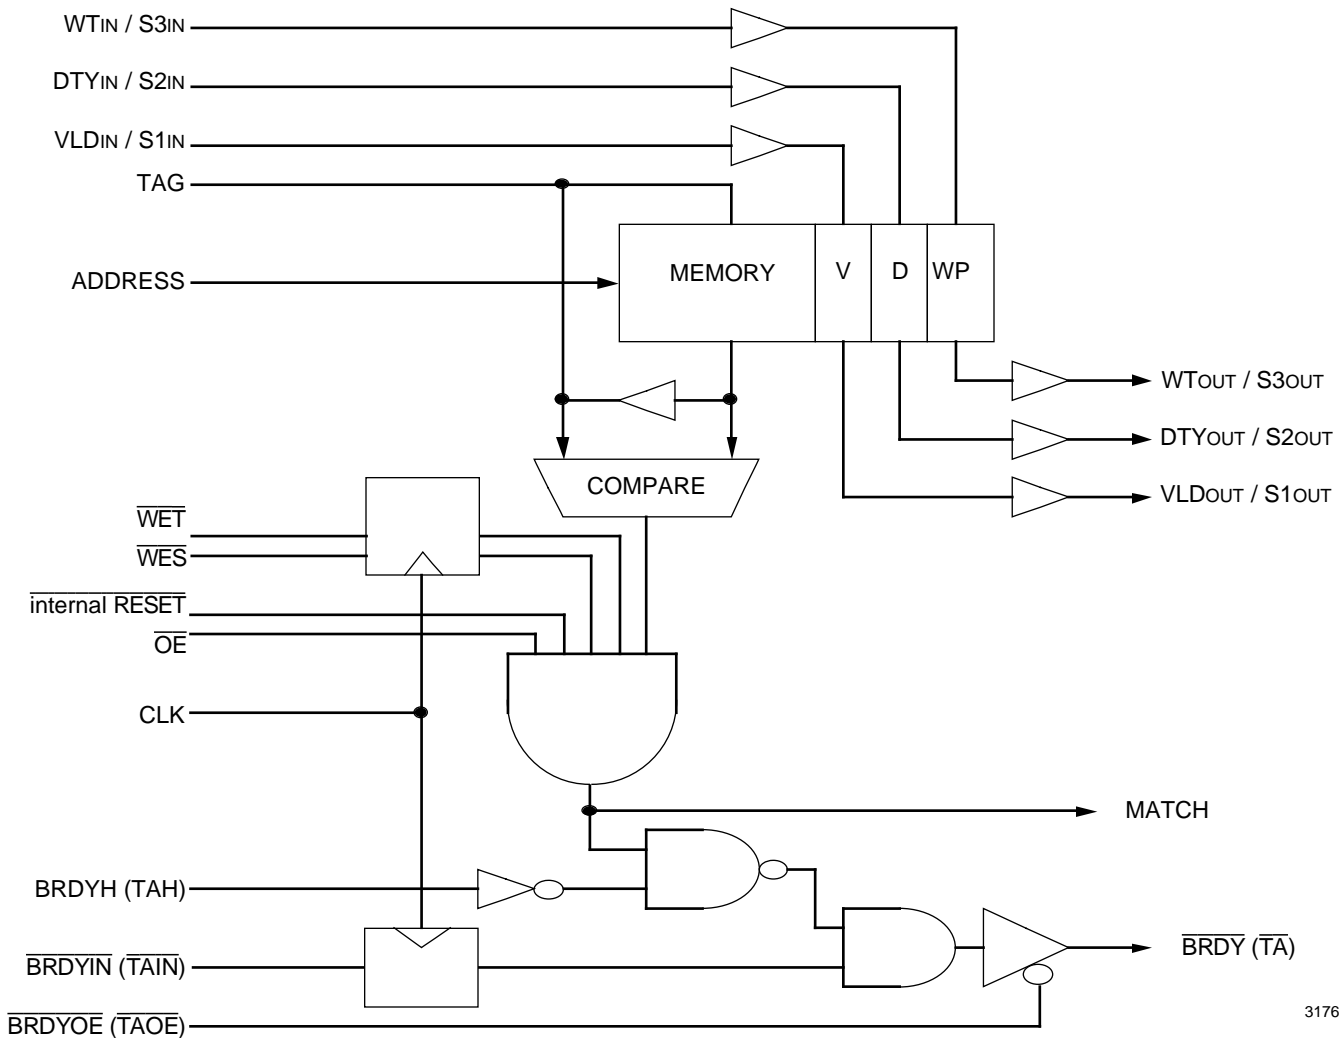 WTIN / S3IN
DTYIN / S2IN
VLDIN / S1IN
TAG
ADDRESS
MEMORY V D WP
WTOUT / S3OUT
DTYOUT / S2OUT
VLDOUT / S1OUT
COMPARE
WET
WES
internal RESET
OE
CLK
MATCH
BRDYH (TAH)
BRDYIN (TAIN)
BRDY (TA)
BRDYOE (TAOE)
3176